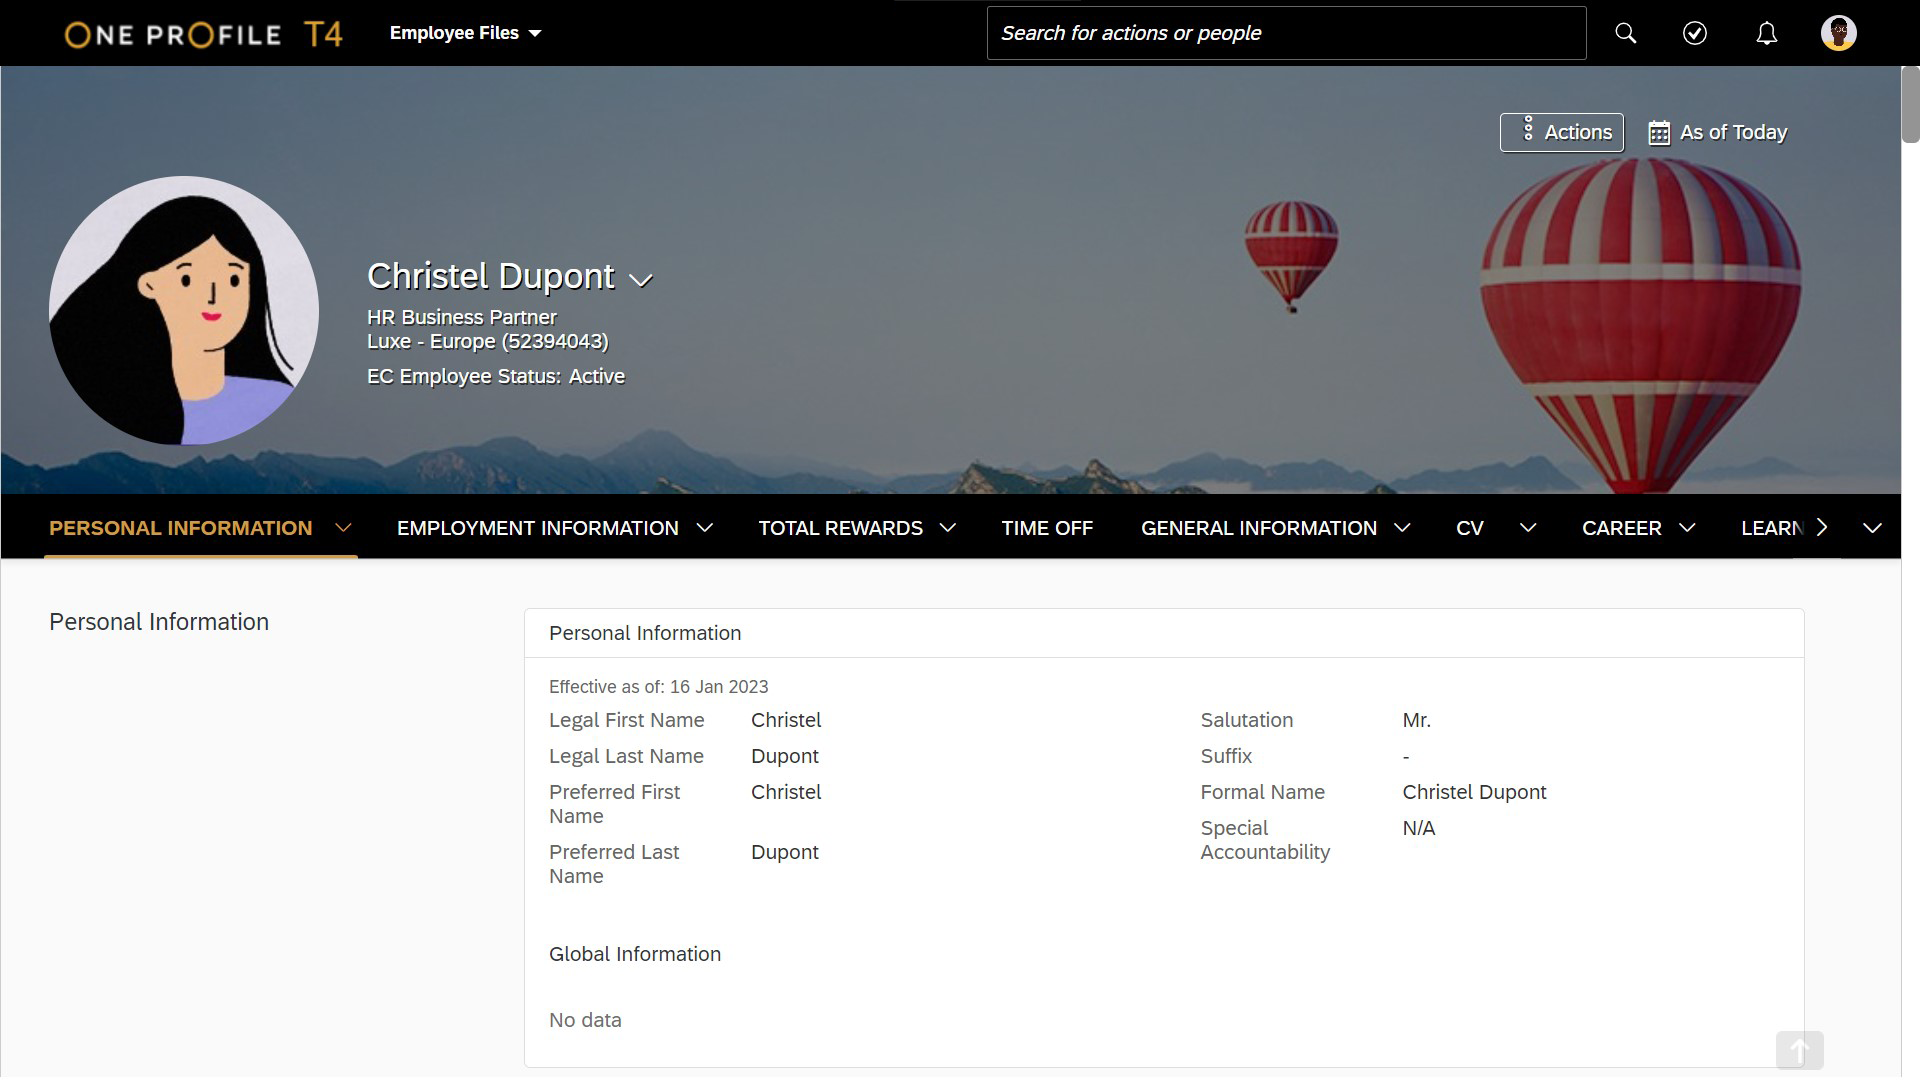 ONE PROFILE T4
Employee Files
Search for actions or people
Actions
As of Today
Christel Dupont
HR Business Partner
Luxe - Europe (52394043)
EC Employee Status: Active
PERSONAL INFORMATION
EMPLOYMENT INFORMATION
TOTAL REWARDS
TIME OFF
GENERAL INFORMATION
CV
CAREER
LEARN
Personal Information
Personal Information
Effective as of: 16 Jan 2023
Legal First Name Christel
Legal Last Name Dupont
Preferred First
Name
Christel
Preferred Last
Name
Dupont
Salutation Mr.
Suffix -
Formal Name Christel Dupont
Special
Accountability
N/A
Global Information
No data